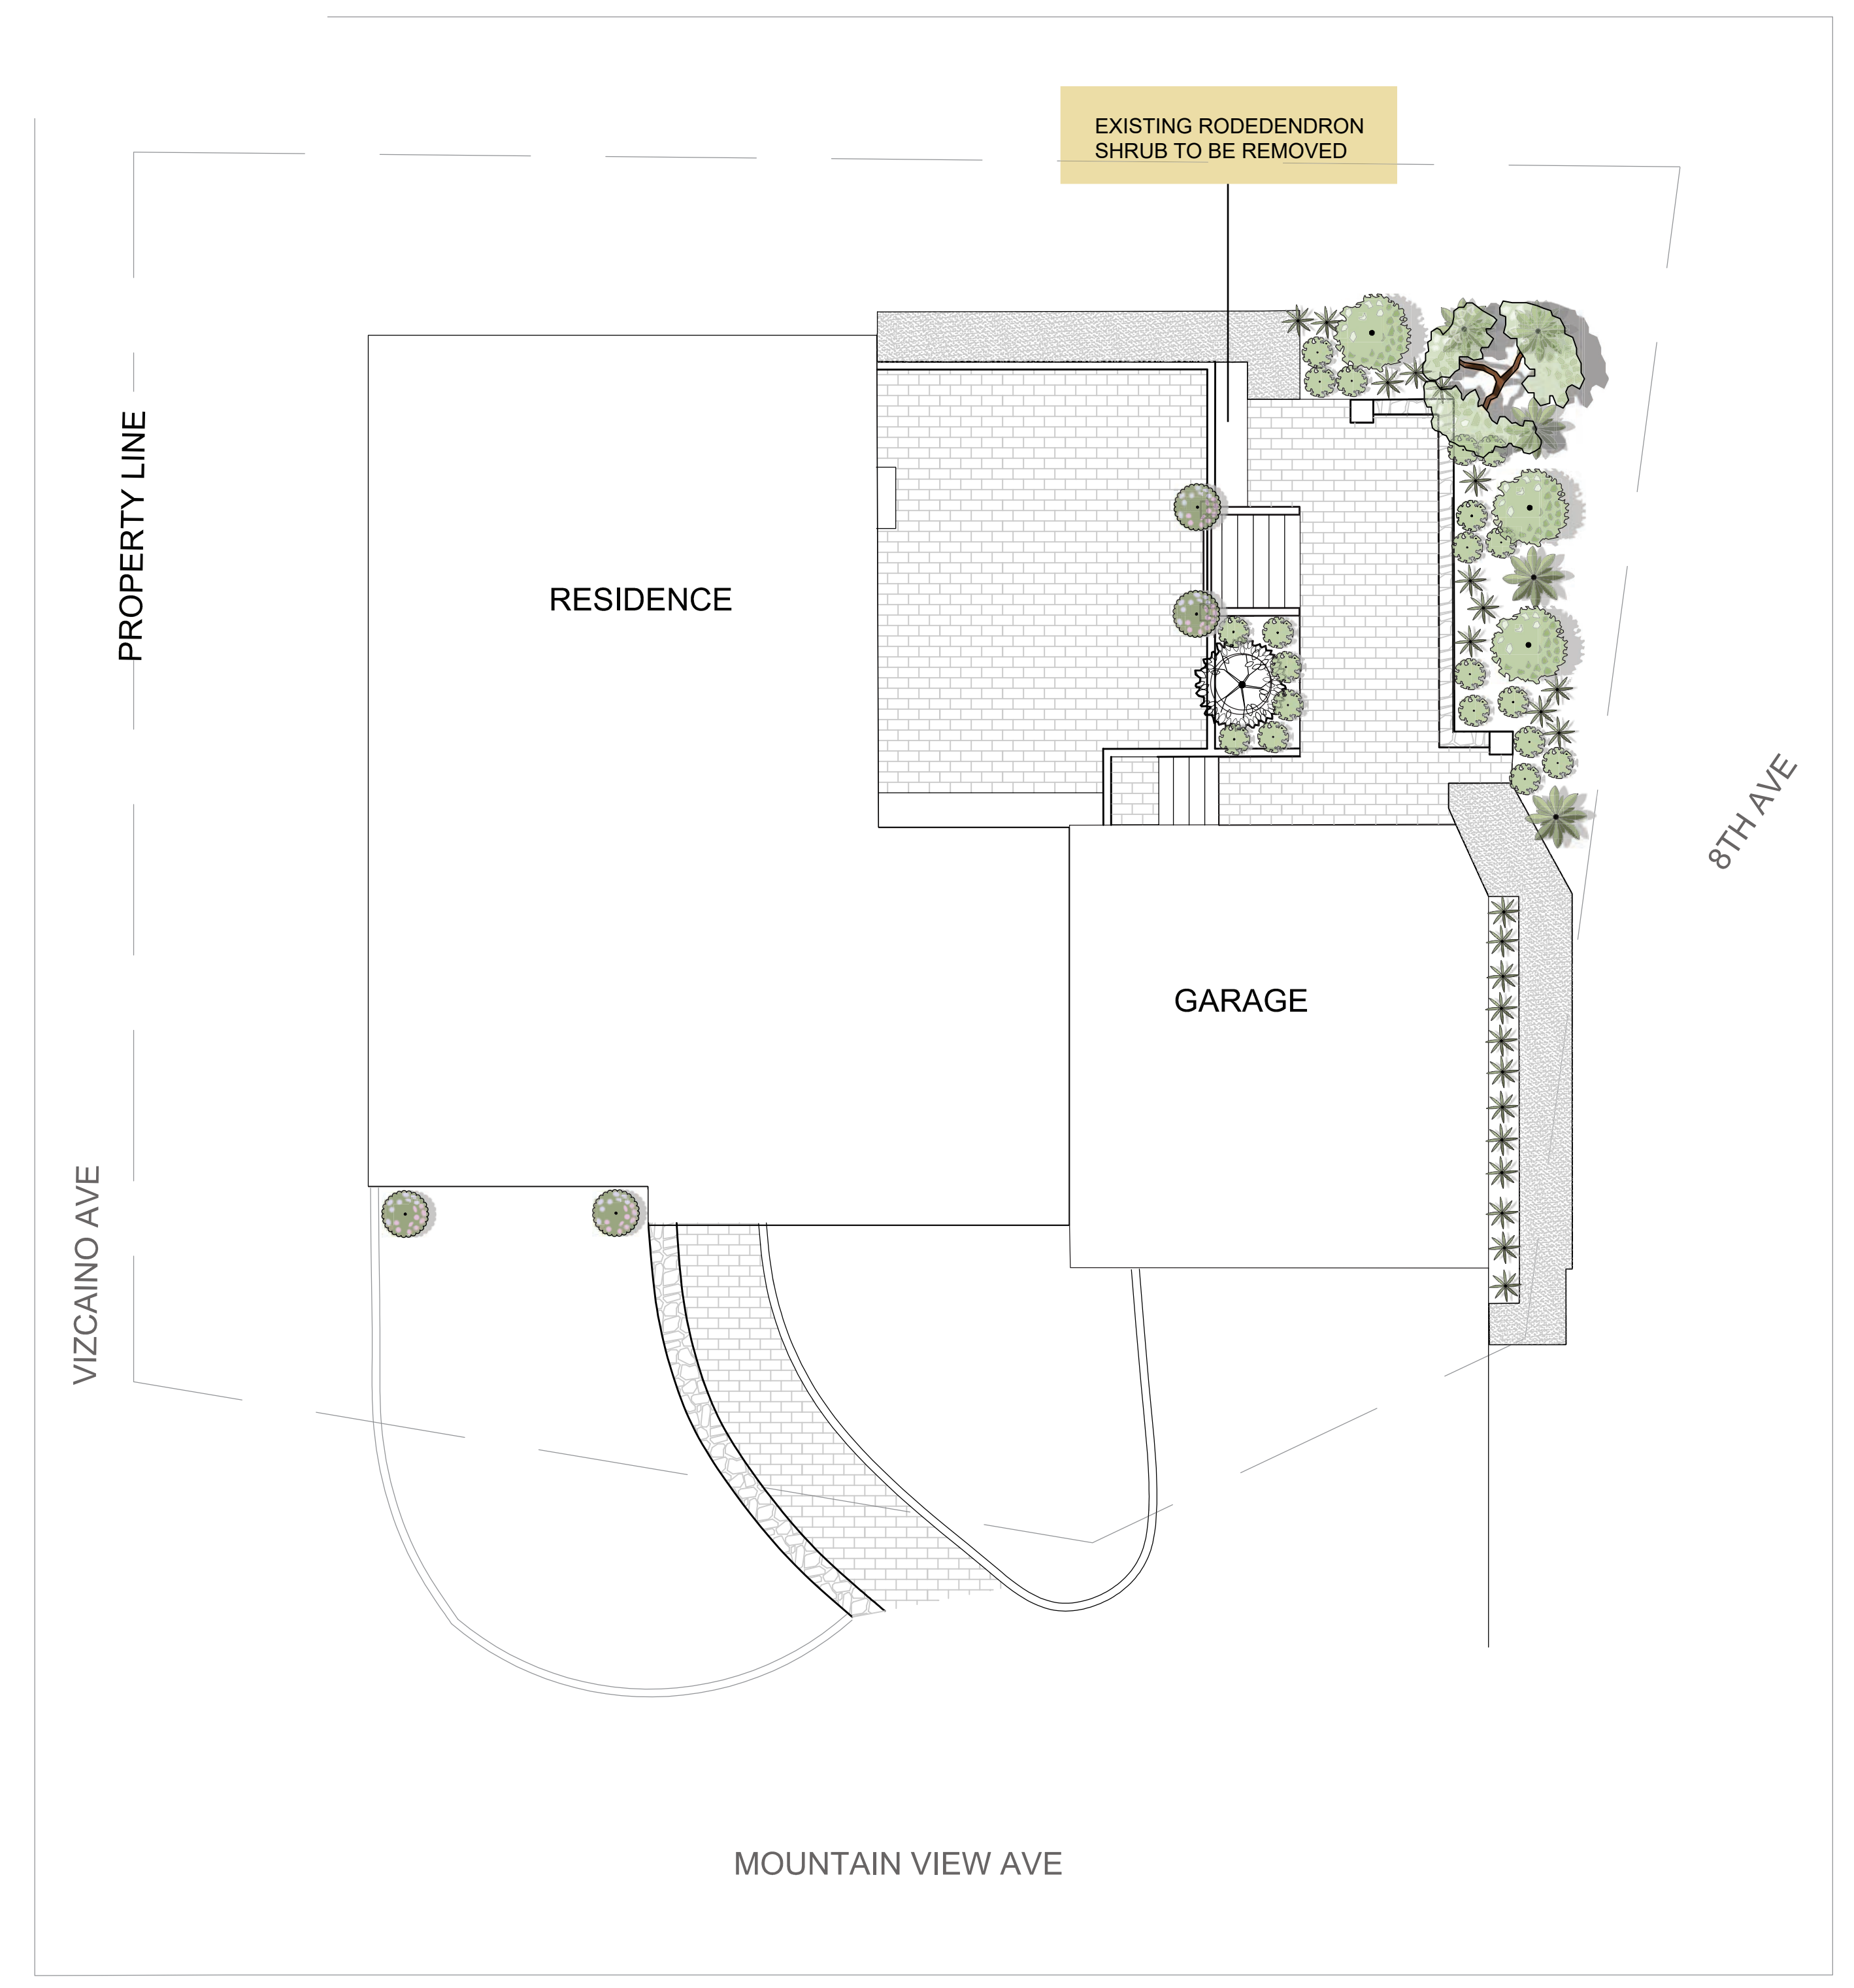 EXISTING RODEDENDRON
SHRUB TO BE REMOVED
PROPERTY LINE
RESIDENCE
8TH AVE
GARAGE
VIZCAINO AVE
MOUNTAIN VIEW AVE